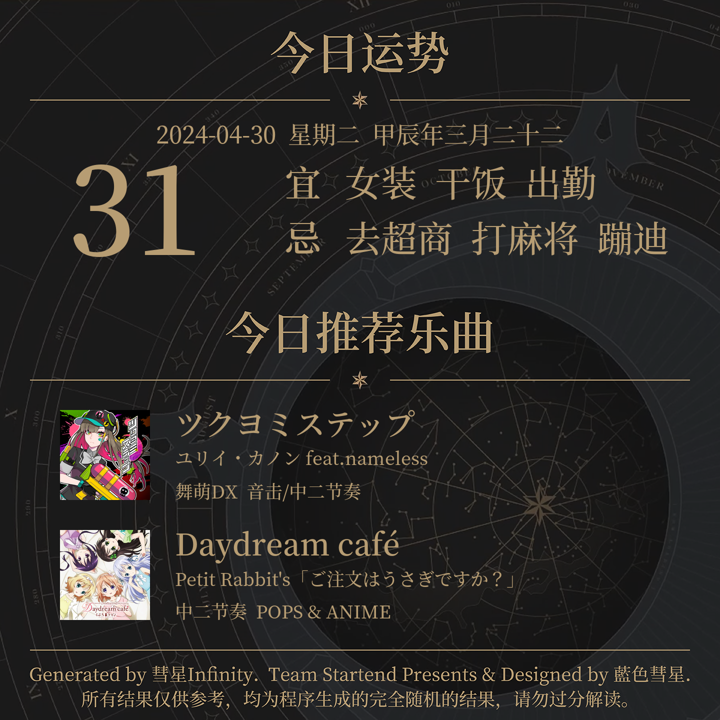 今日运势
2024-04-30 星期二 甲辰年三月二十二
31
宜 女装 干饭 出勤
忌 去超商 打麻将 蹦迪
今日推荐乐曲
ツクヨミステップ
ユリイ・カノン feat.nameless
舞萌DX 音击/中二节奏
Daydream café
Petit Rabbit's「ご注文はうさぎですか？」
中二节奏 POPS & ANIME
Generated by 彗星Infinity. Team Startend Presents & Designed by 藍色彗星.
所有结果仅供参考，均为程序生成的完全随机的结果，请勿过分解读。
SEPTEMBER
OCTOBER
XII
XI
X